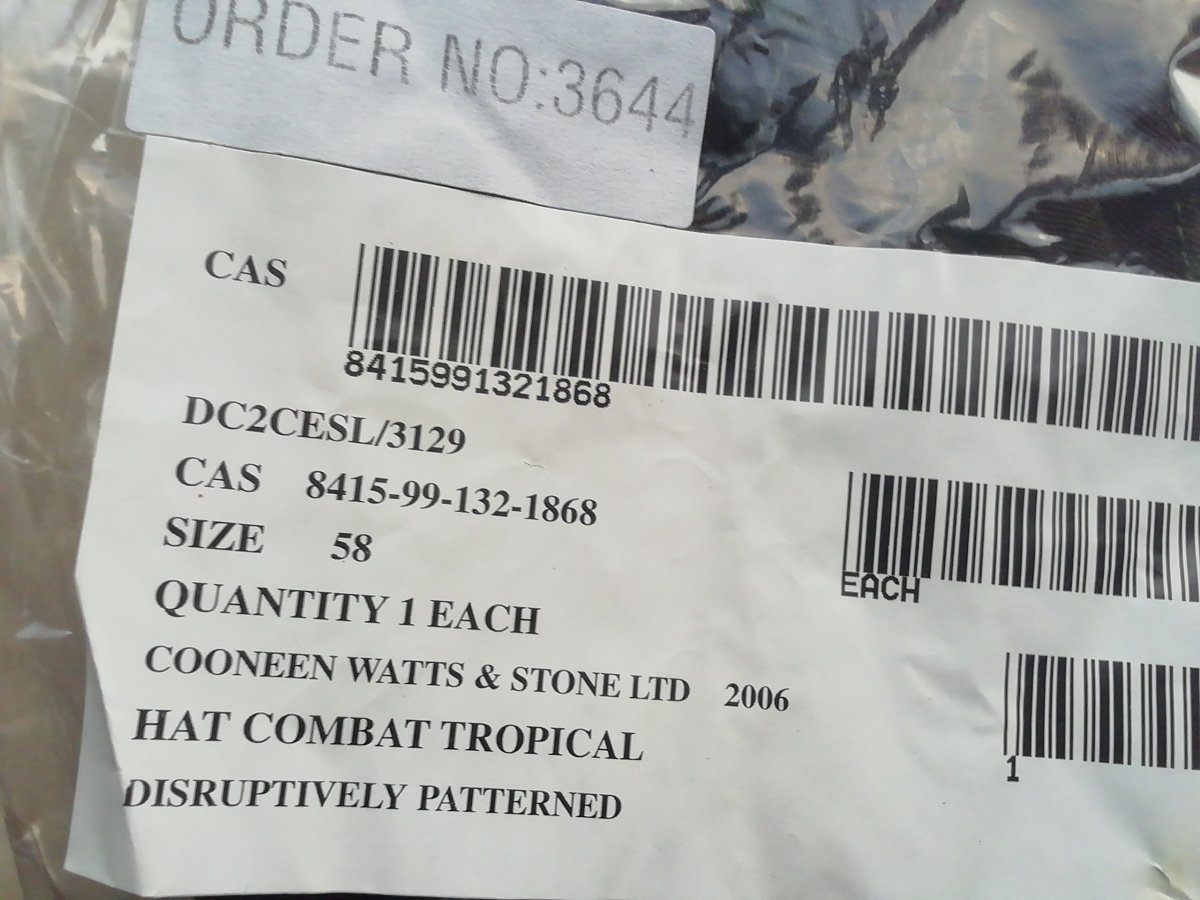 ORDER NO:3644
CAS
8415991321868
DC2CESL/3129
CAS 8415-99-132-1868
SIZE 58
EACH
QUANTITY 1 EACH
COONEEN WATTS & STONE LTD 2006
HAT COMBAT TROPICAL
1
DISRUPTIVELY PATTERNED